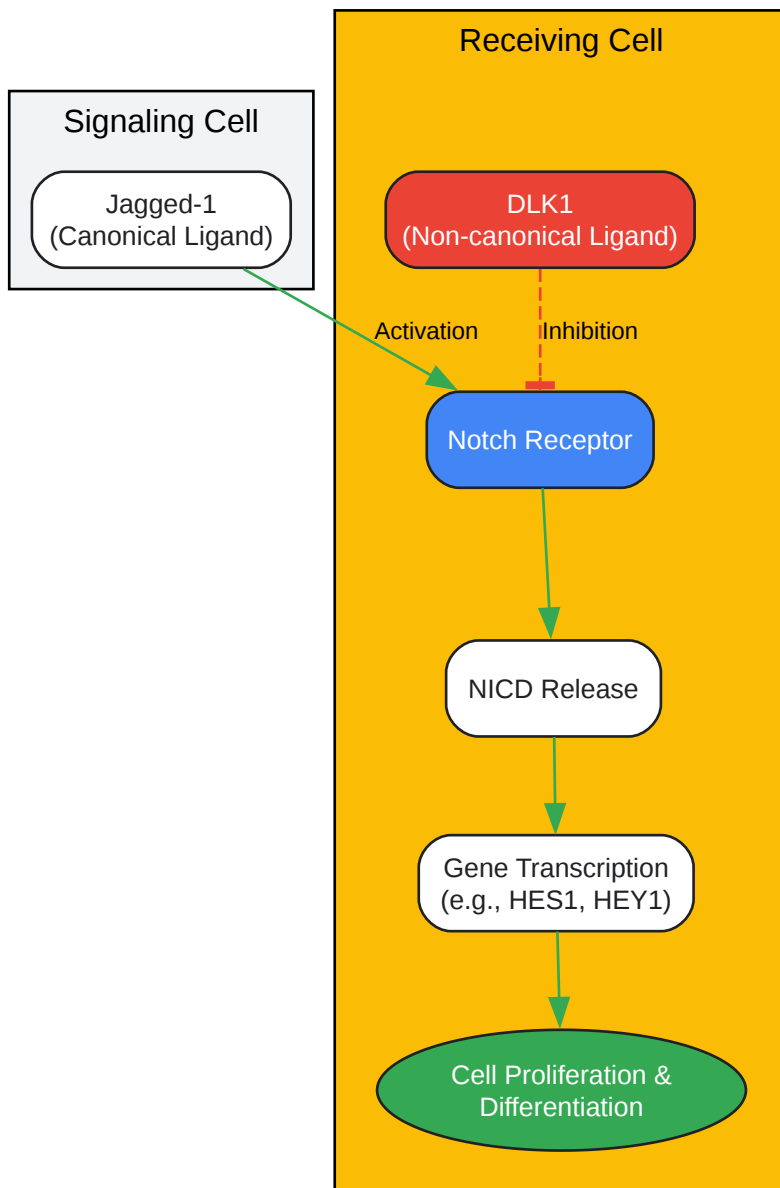 Receiving Cell
Signaling Cell
Jagged-1
(Canonical Ligand)
DLK1
(Non-canonical Ligand)
Activation
Inhibition
Notch Receptor
NICD Release
Gene Transcription
(e.g., HES1, HEY1)
Cell Proliferation &
Differentiation